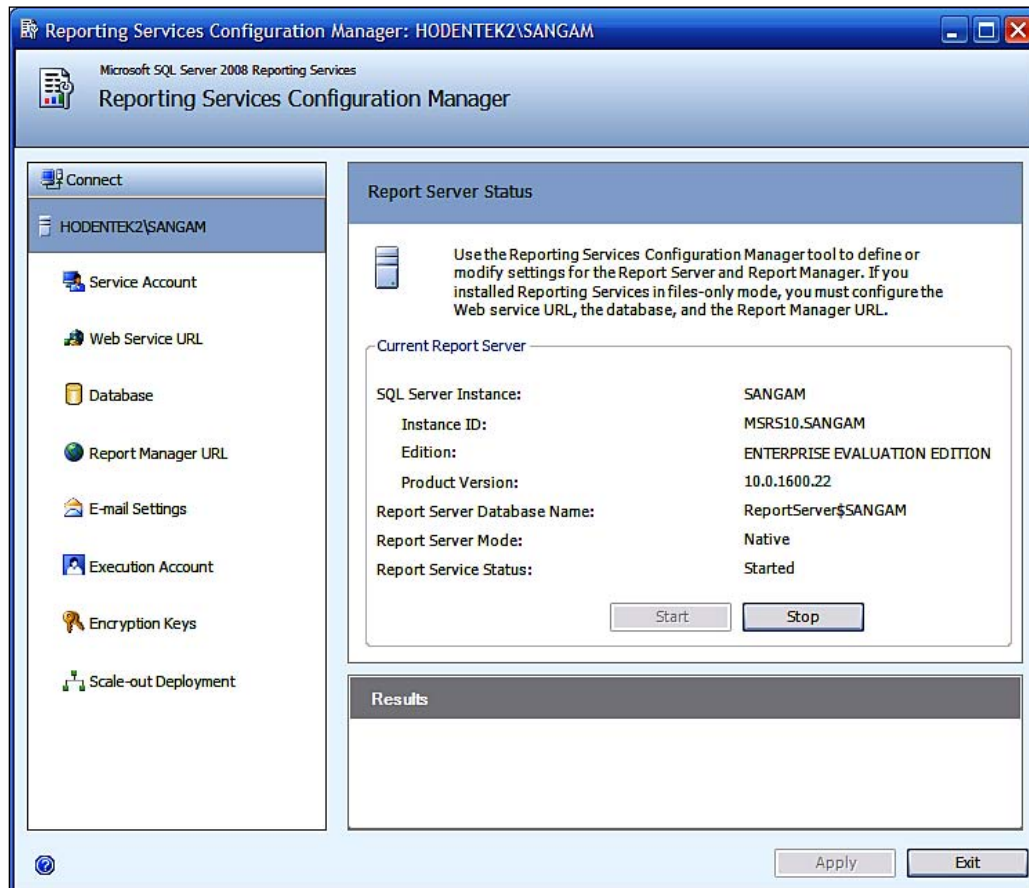 Reporting Services Configuration Manager: HODENTEK2\SANGAM
Microsoft SQL Server 2008 Reporting Services
Reporting Services Configuration Manager
Connect
HODENTEK2\SANGAM
Service Account
Web Service URL
Database
Report Manager URL
E-mail Settings
Execution Account
Encryption Keys
Scale-out Deployment
Report Server Status
Use the Reporting Services Configuration Manager tool to define or
modify settings for the Report Server and Report Manager. If you
installed Reporting Services in files-only mode, you must configure the
Web service URL, the database, and the Report Manager URL.
Current Report Server
SQL Server Instance: SANGAM
Instance ID: MSRS10.SANGAM
Edition: ENTERPRISE EVALUATION EDITION
Product Version: 10.0.1600.22
Report Server Database Name: ReportServer$SANGAM
Report Server Mode: Native
Report Service Status: Started
Start Stop
Results
Apply Exit